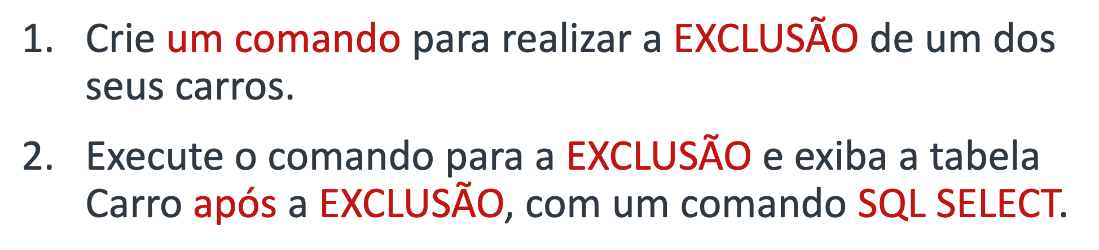 1. Crie um comando para realizar a EXCLUSÃO de um dos
seus carros.
2. Execute o comando para a EXCLUSÃO e exiba a tabela
Carro após a EXCLUSÃO, com um comando SQL SELECT.